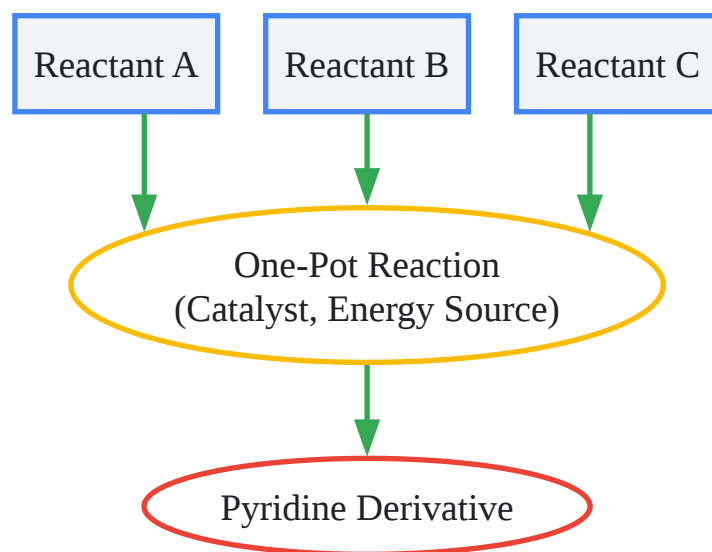 Reactant A
Reactant B
Reactant C
One-Pot Reaction
(Catalyst, Energy Source)
Pyridine Derivative